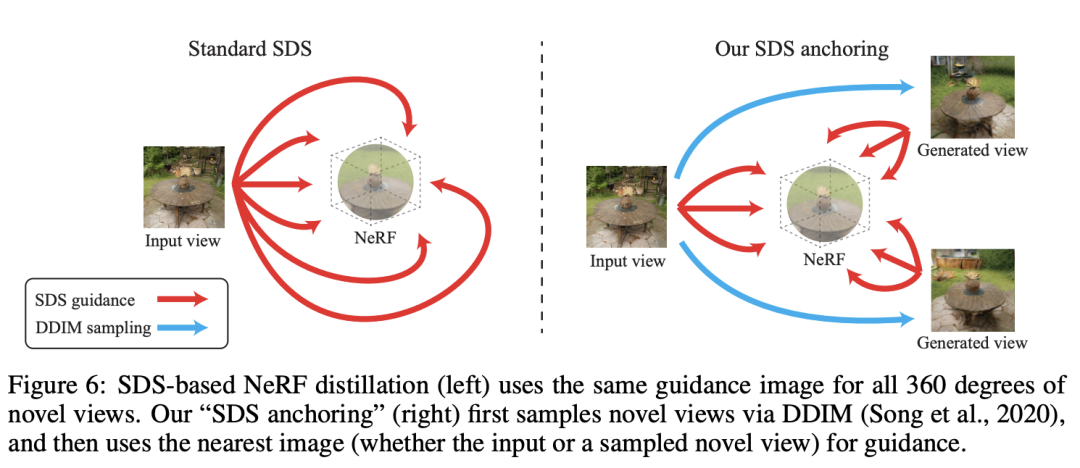 Standard SDS
Input view
NeRF
SDS guidance
DDIM sampling
Our SDS anchoring
Input view
NeRF
Generated view
Generated view
Figure 6: SDS-based NeRF distillation (left) uses the same guidance image for all 360 degrees of
novel views. Our “SDS anchoring” (right) first samples novel views via DDIM (Song et al., 2020),
and then uses the nearest image (whether the input or a sampled novel view) for guidance.